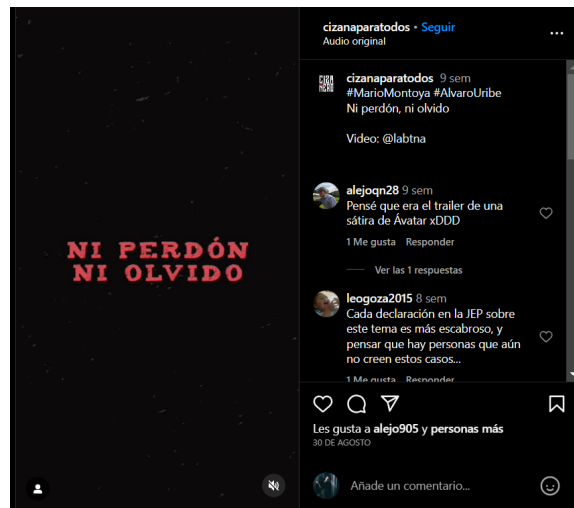 NI PERDÓN
NI OLVIDO
cizanaparatodos • Seguir
Audio original
cizanaparatodos 9 sem
#MarioMontoya #AlvaroUribe
Ni perdón, ni olvido
Video: @labtna
alejoqn28 9 sem
Pensé que era el trailer de una
sátira de Ávatar xDDD
1 Me gusta Responder
Ver las 1 respuestas
leogoza2015 8 sem
Cada declaración en la JEP sobre
este tema es más escabroso, y
pensar que hay personas que aún
no creen estos casos...
1 Me gusta Responder
Les gusta a alejo905 y personas más
30 DE AGOSTO
Añade un comentario...